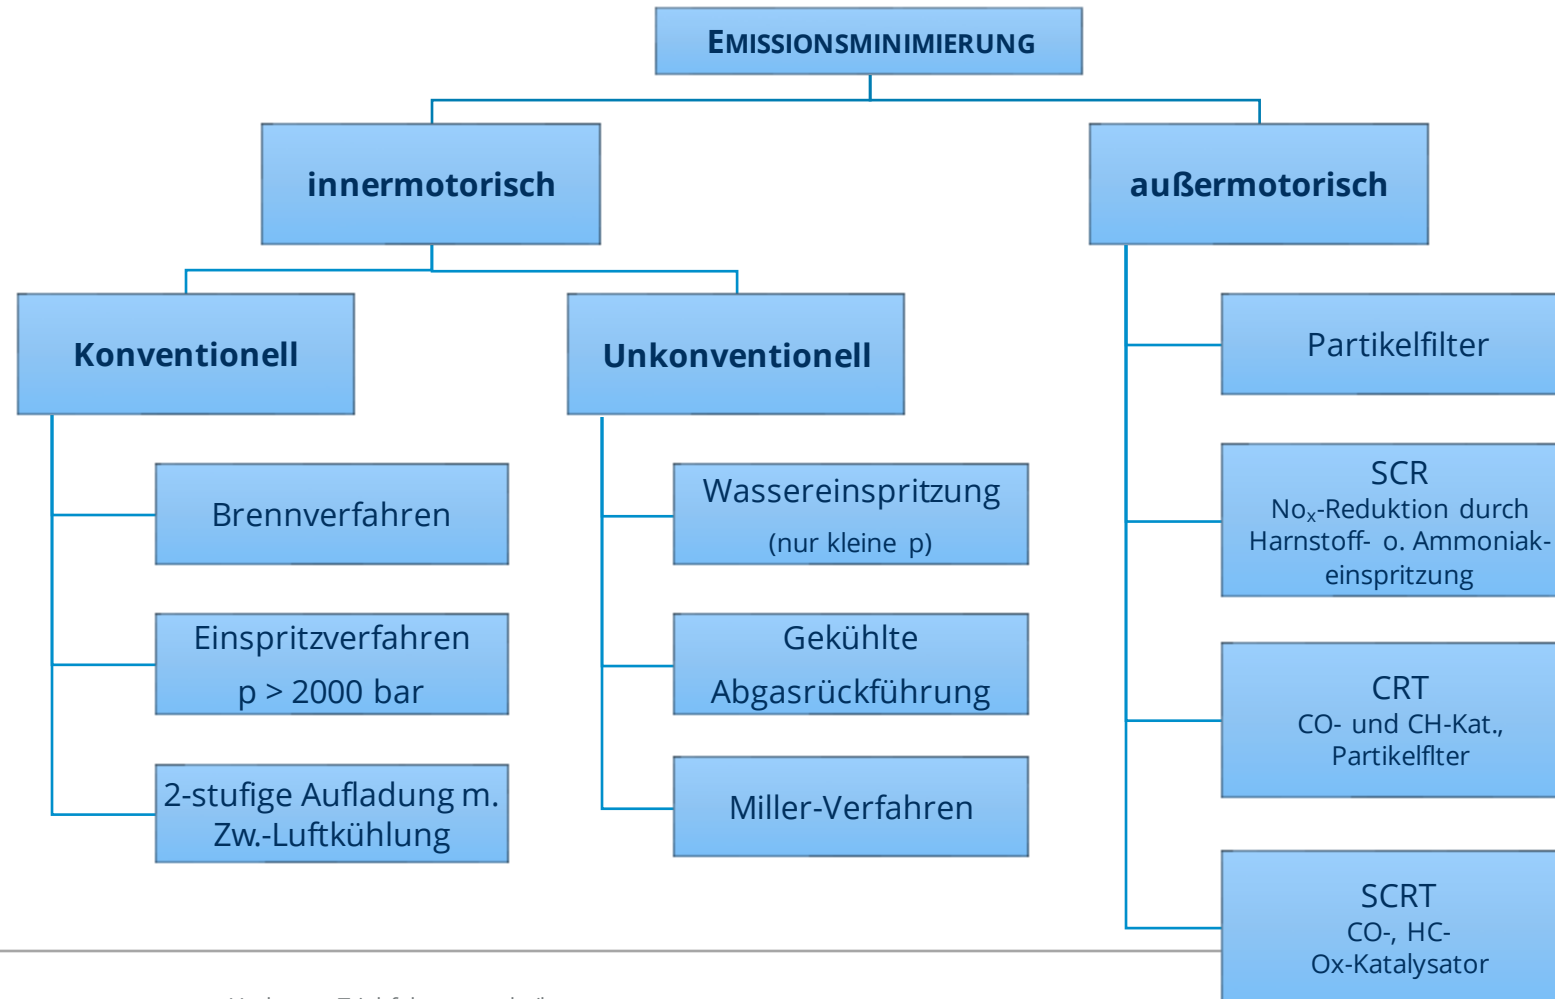 EMISSIONSMINIMIERUNG
innermotorisch
außermotorisch
Konventionell
Unkonventionell
Brennverfahren
Einspritzverfahren
p > 2000 bar
2-stufige Aufladung m.
Zw.-Luftkühlung
Wassereinspritzung
(nur kleine p)
Gekühlte
Abgasrückführung
Miller-Verfahren
Partikelfilter
SCR
Noₓ-Reduktion durch
Harnstoff- o. Ammoniak-
einspritzung
CRT
CO- und CH-Kat.,
Partikelflter
SCRT
CO-, HC-
Ox-Katalysator